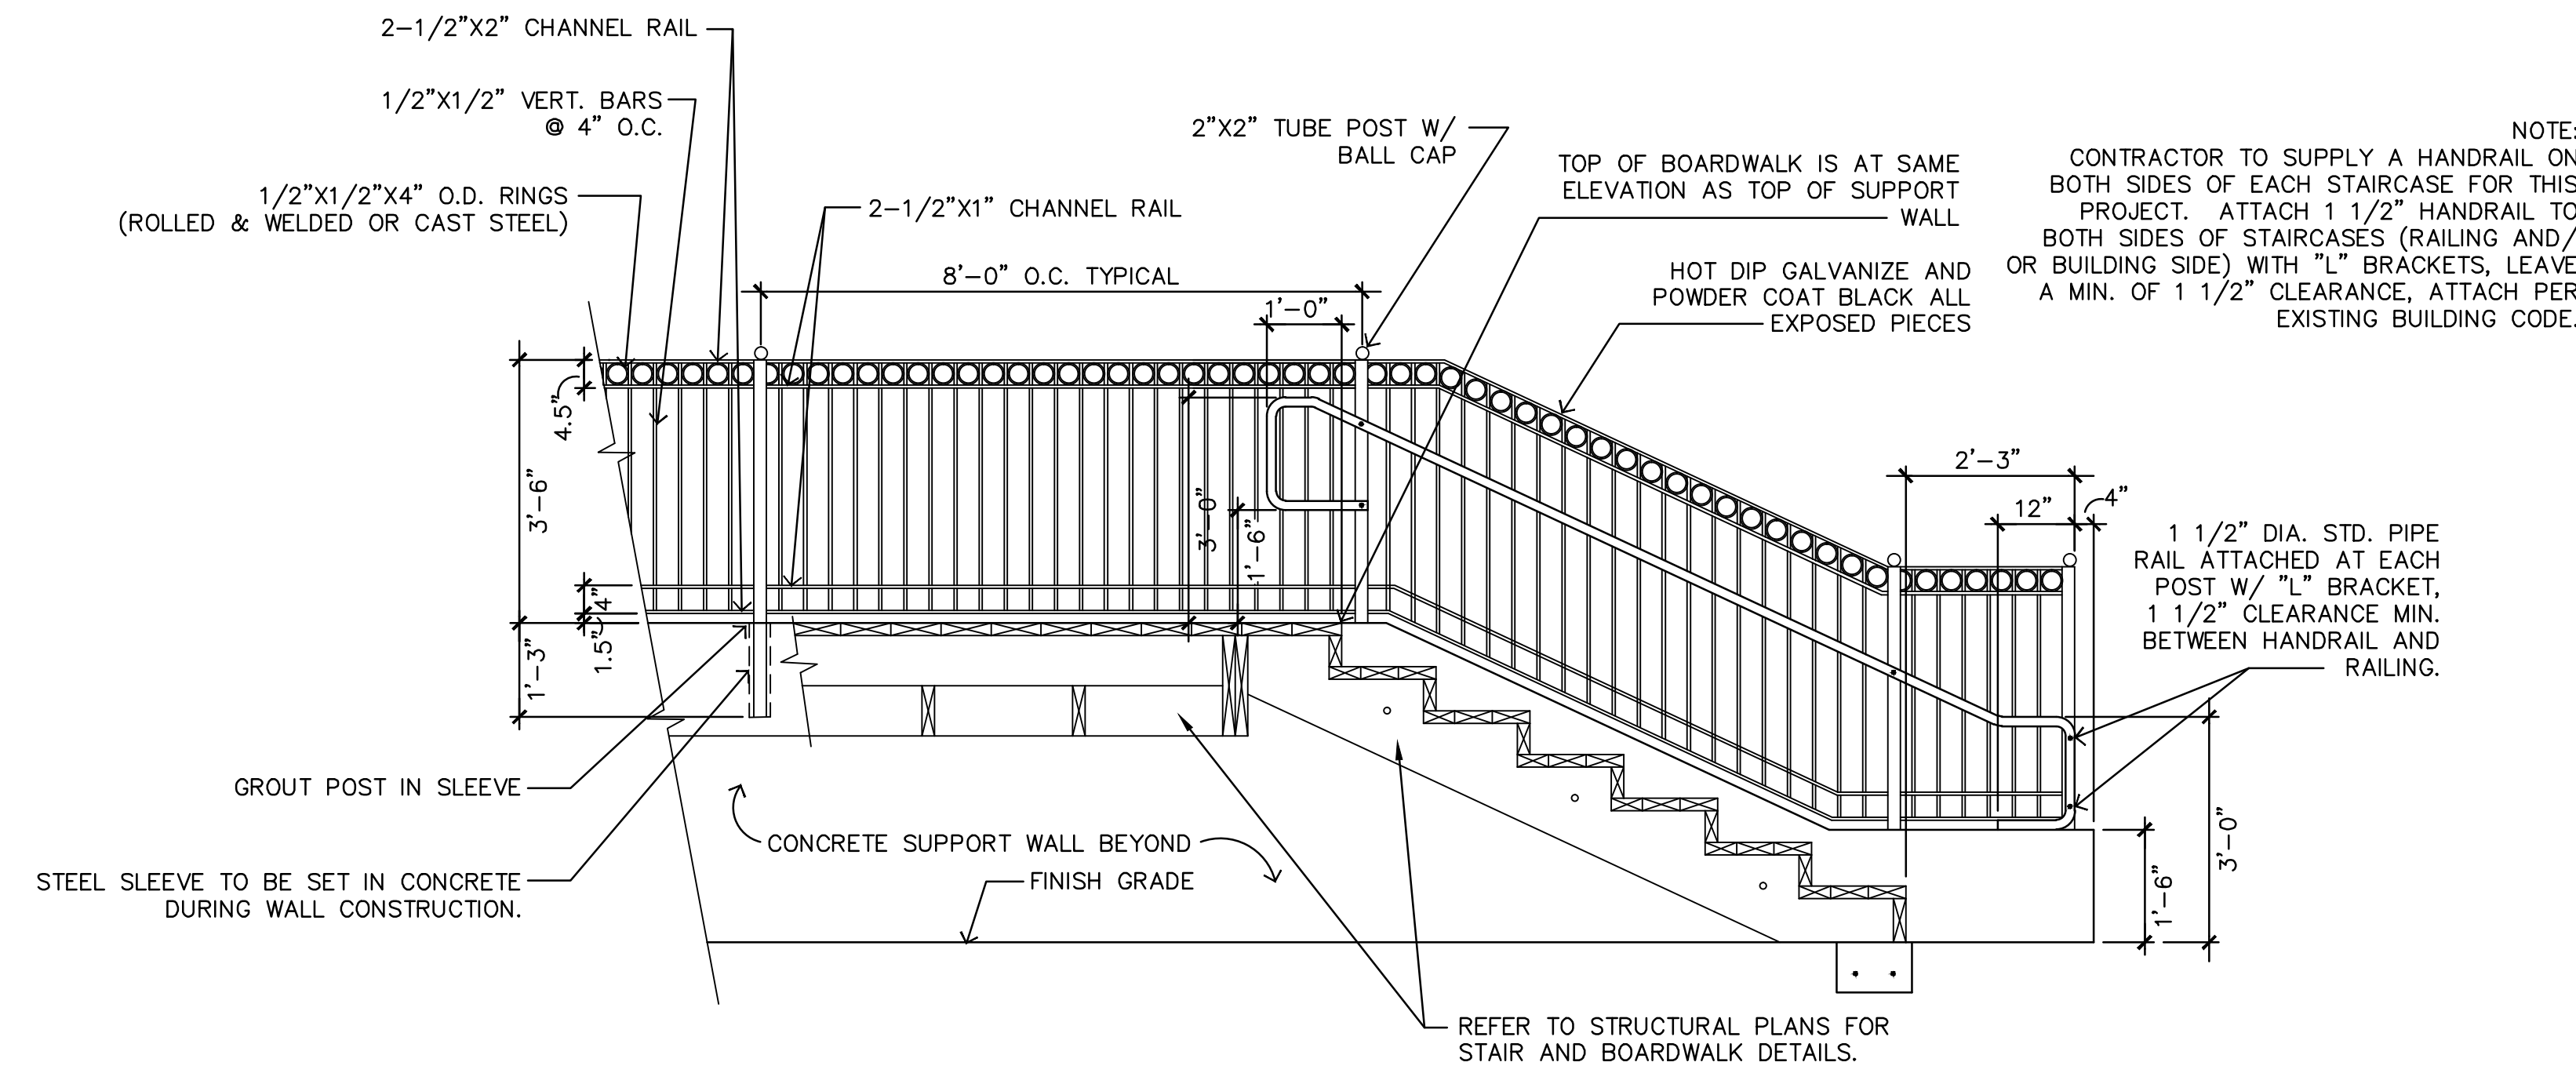 2-1/2"X2" CHANNEL RAIL
1/2"X1/2" VERT. BARS
@ 4" O.C.
1/2"X1/2"X4" O.D. RINGS
(ROLLED & WELDED OR CAST STEEL)
2-1/2"X1" CHANNEL RAIL
2"X2" TUBE POST W/
BALL CAP
TOP OF BOARDWALK IS AT SAME
ELEVATION AS TOP OF SUPPORT
WALL
HOT DIP GALVANIZE AND
POWDER COAT BLACK ALL
EXPOSED PIECES
NOTE:
CONTRACTOR TO SUPPLY A HANDRAIL ON
BOTH SIDES OF EACH STAIRCASE FOR THIS
PROJECT.  ATTACH 1 1/2" HANDRAIL TO
BOTH SIDES OF STAIRCASES (RAILING AND/
OR BUILDING SIDE) WITH "L" BRACKETS, LEAVE
A MIN. OF 1 1/2" CLEARANCE, ATTACH PER
EXISTING BUILDING CODE.
8'-0" O.C. TYPICAL
1'-0"
4.5"
3'-6"
4"
1.5"
1'-3"
3'-0"
1'-6"
2'-3"
12"
4"
1 1/2" DIA. STD. PIPE
RAIL ATTACHED AT EACH
POST W/ "L" BRACKET,
1 1/2" CLEARANCE MIN.
BETWEEN HANDRAIL AND
RAILING.
3'-0"
1'-6"
GROUT POST IN SLEEVE
STEEL SLEEVE TO BE SET IN CONCRETE
DURING WALL CONSTRUCTION.
CONCRETE SUPPORT WALL BEYOND
FINISH GRADE
REFER TO STRUCTURAL PLANS FOR
STAIR AND BOARDWALK DETAILS.